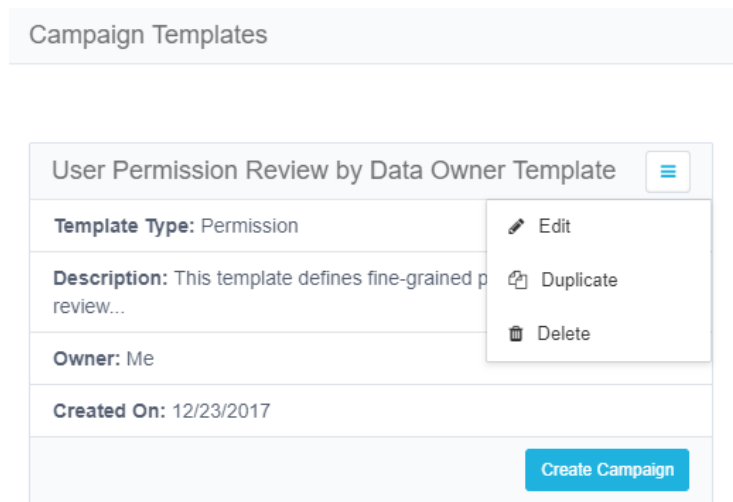 Campaign Templates
User Permission Review by Data Owner Template
Template Type: Permission
Edit
Description: This template defines fine-grained
review...
Duplicate
Delete
Owner: Me
Created On: 12/23/2017
Create Campaign